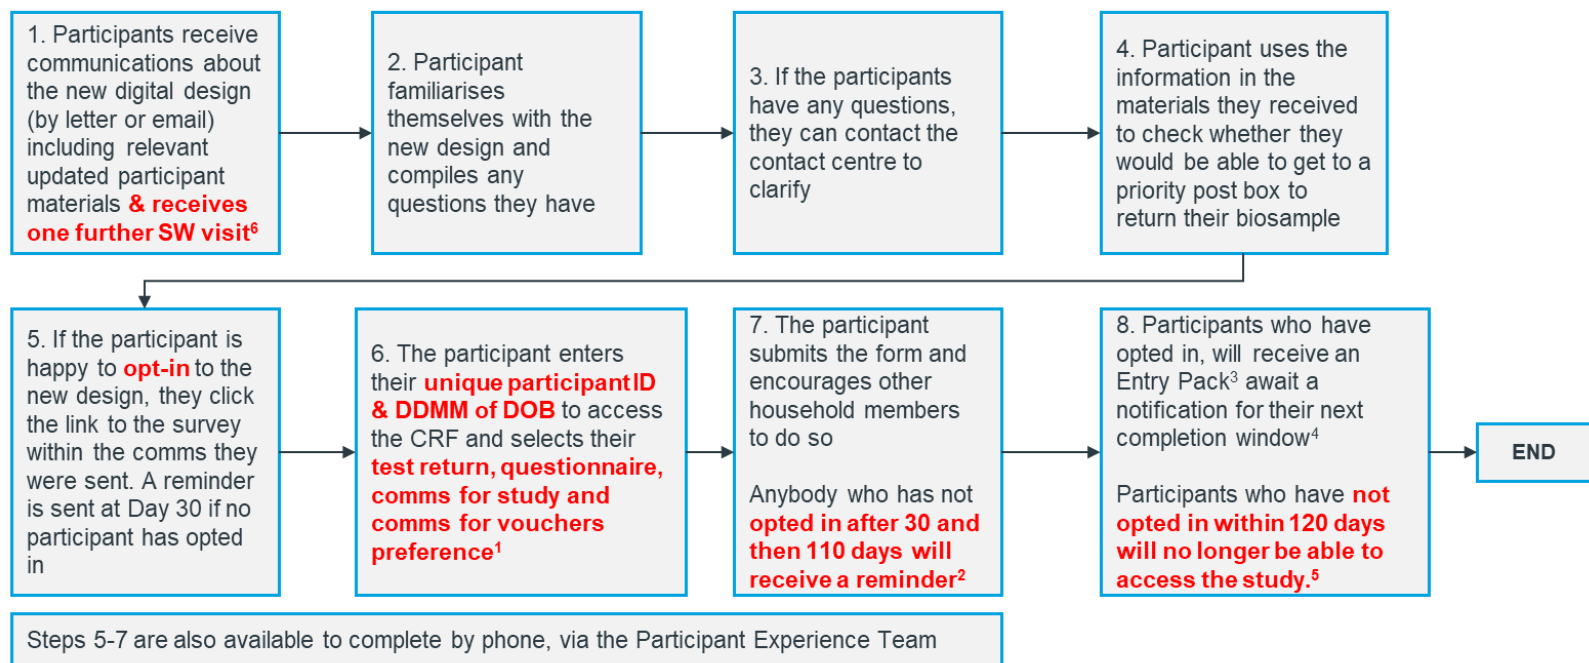 1. Participants receive
communications about
the new digital design
(by letter or email)
including relevant
updated participant
materials & receives
one further SW visit⁶
2. Participant
familiarises
themselves with the
new design and
compiles any
questions they have
3. If the participants
have any questions,
they can contact the
contact centre to
clarify
4. Participant uses the
information in the
materials they received
to check whether they
would be able to get to a
priority post box to
return their biosample
5. If the participant is
happy to opt-in to the
new design, they click
the link to the survey
within the comms they
were sent. A reminder
is sent at Day 30 if no
participant has opted
in
6. The participant enters
their unique participant ID
& DDMM of DOB to access
the CRF and selects their
test return, questionnaire,
comms for study and
comms for vouchers
preference¹
7. The participant
submits the form and
encourages other
household members
to do so
Anybody who has not
opted in after 30 and
then 110 days will
receive a reminder²
8. Participants who have
opted in, will receive an
Entry Pack³ await a
notification for their next
completion window⁴
Participants who have not
opted in within 120 days
will no longer be able to
access the study.⁵
END
Steps 5-7 are also available to complete by phone, via the Participant Experience Team